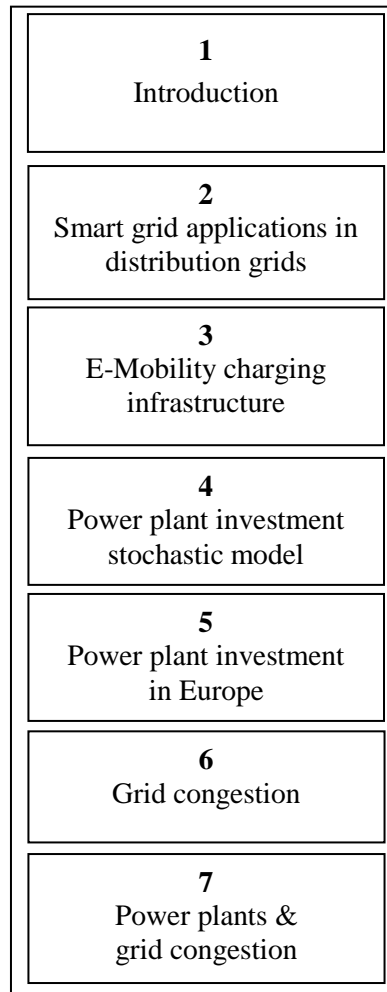 1
Introduction
2
Smart grid applications in
distribution grids
3
E-Mobility charging
infrastructure
4
Power plant investment
stochastic model
5
Power plant investment
in Europe
6
Grid congestion
7
Power plants &
grid congestion